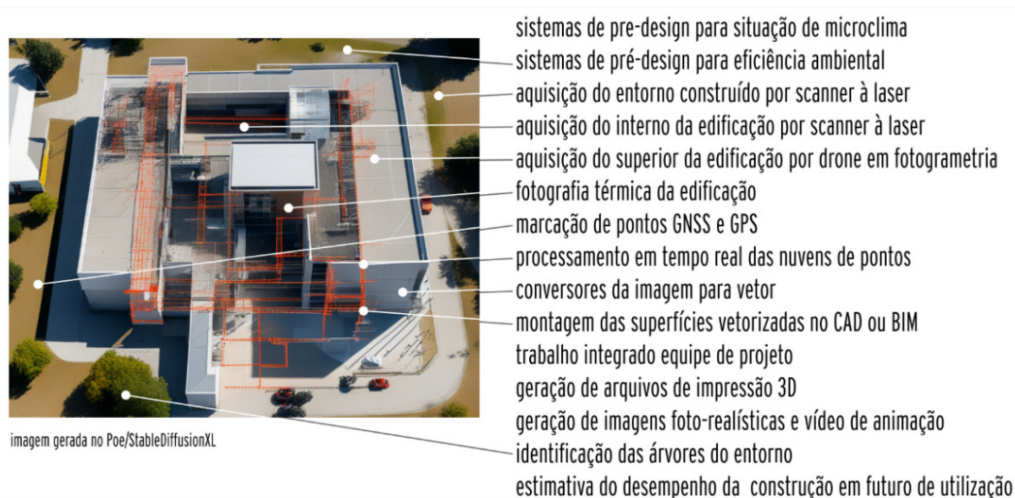 sistemas de pre-design para situação de microclima
sistemas de pré-design para eficiência ambiental
aquisição do entorno construído por scanner à laser
aquisição do interno da edificação por scanner à laser
aquisição do superior da edificação por drone em fotogrametria
fotografia térmica da edificação
marcação de pontos GNSS e GPS
processamento em tempo real das nuvens de pontos
conversores da imagem para vetor
montagem das superfícies vetorizadas no CAD ou BIM
trabalho integrado equipe de projeto
geração de arquivos de impressão 3D
geração de imagens foto-realísticas e vídeo de animação
identificação das árvores do entorno
estimativa do desempenho da construção em futuro de utilização
imagem gerada no Poe/StableDiffusionXL